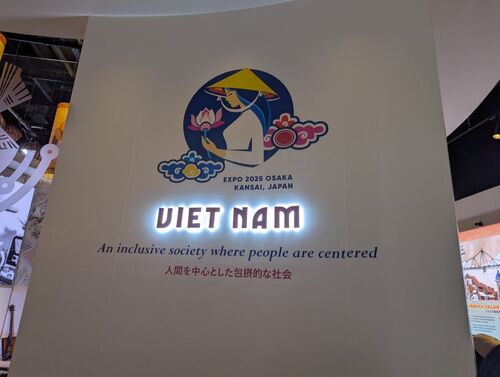 EXPO 2025 OSAKA
KANSAI, JAPAN
VIET NAM
An inclusive society where people are centered
人間を中心とした包摂的な社会